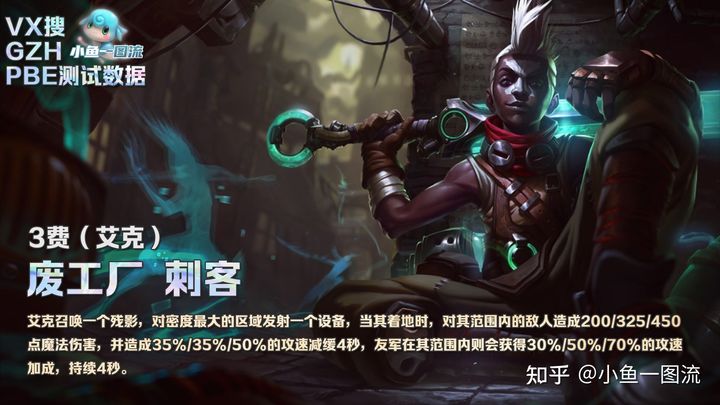 VX搜
GZH 小鱼一图流
PBE测试数据
3费（艾克）
废工厂 刺客
艾克召唤一个残影，对密度最大的区域发射一个设备，当其着地时，对其范围内的敌人造成200/325/450
点魔法伤害，并造成35%/35%/50%的攻速减缓4秒，友军在其范围内则会获得30%/50%/70%的攻速
加成，持续4秒。
知乎 @小鱼一图流